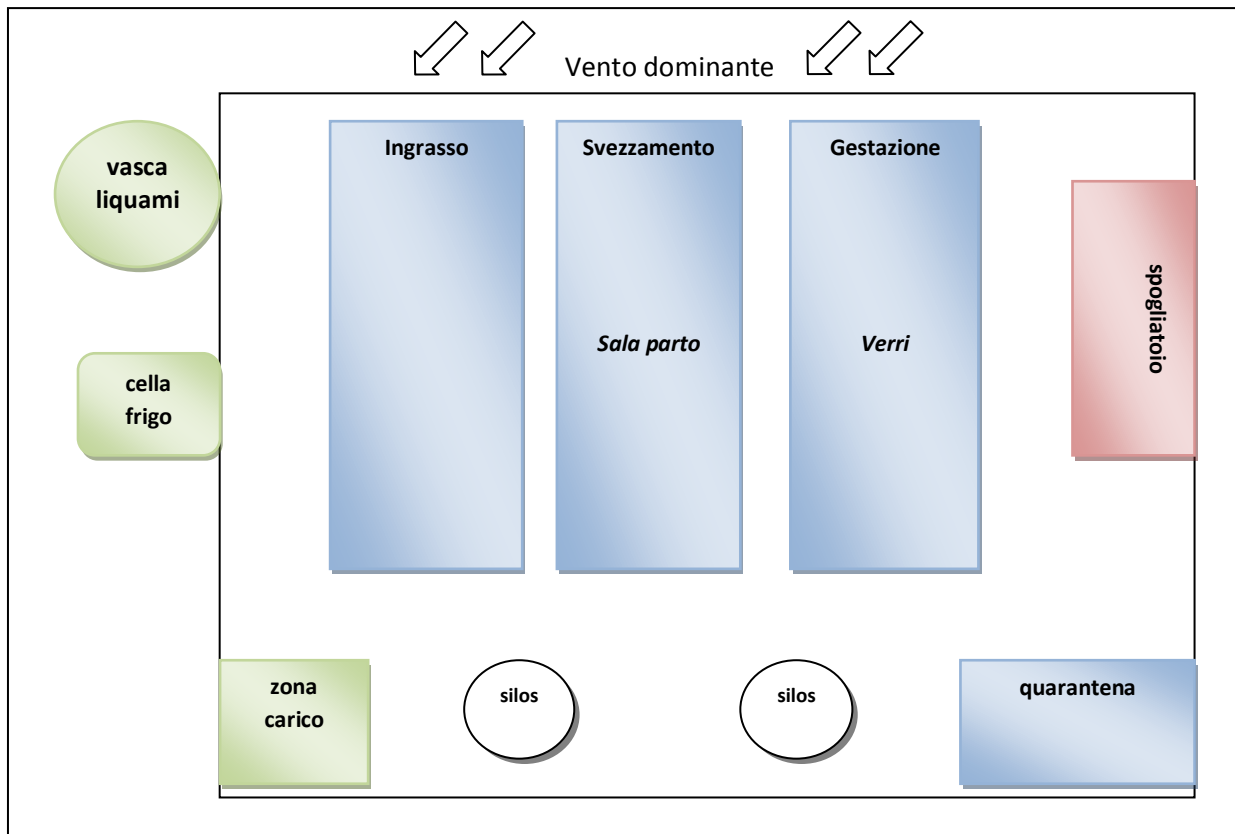 Vento dominante
vasca
liquami
Ingrasso
Svezzamento
Gestazione
spogliatoio
Sala parto
Verri
cella
frigo
zona
carico
silos
silos
quarantena